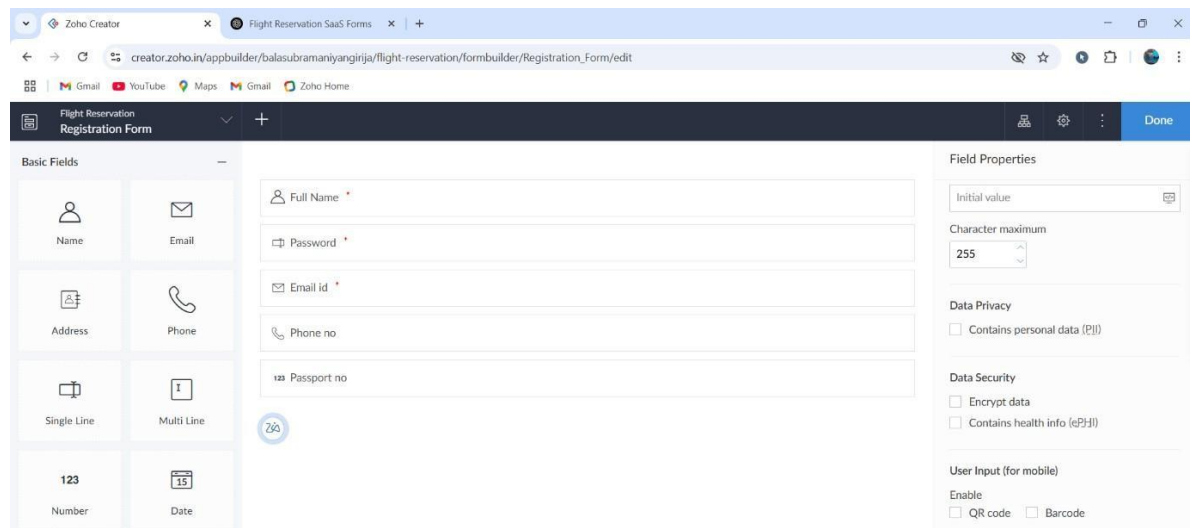 Zoho Creator
Flight Reservation SaaS Forms
creator.zoho.in/appbuilder/balasubramaniyangirija/flight-reservation/formbuilder/Registration_Form/edit
Gmail YouTube Maps Gmail Zoho Home
Flight Reservation
Registration Form
Done
Basic Fields
Name Email
Address Phone
Single Line Multi Line
123 15
Number Date
Full Name *
Password *
Email id *
Phone no
123 Passport no
Zia
Field Properties
Initial value
Character maximum
255
Data Privacy
Contains personal data (PII)
Data Security
Encrypt data
Contains health info (ePHI)
User Input (for mobile)
Enable
QR code Barcode